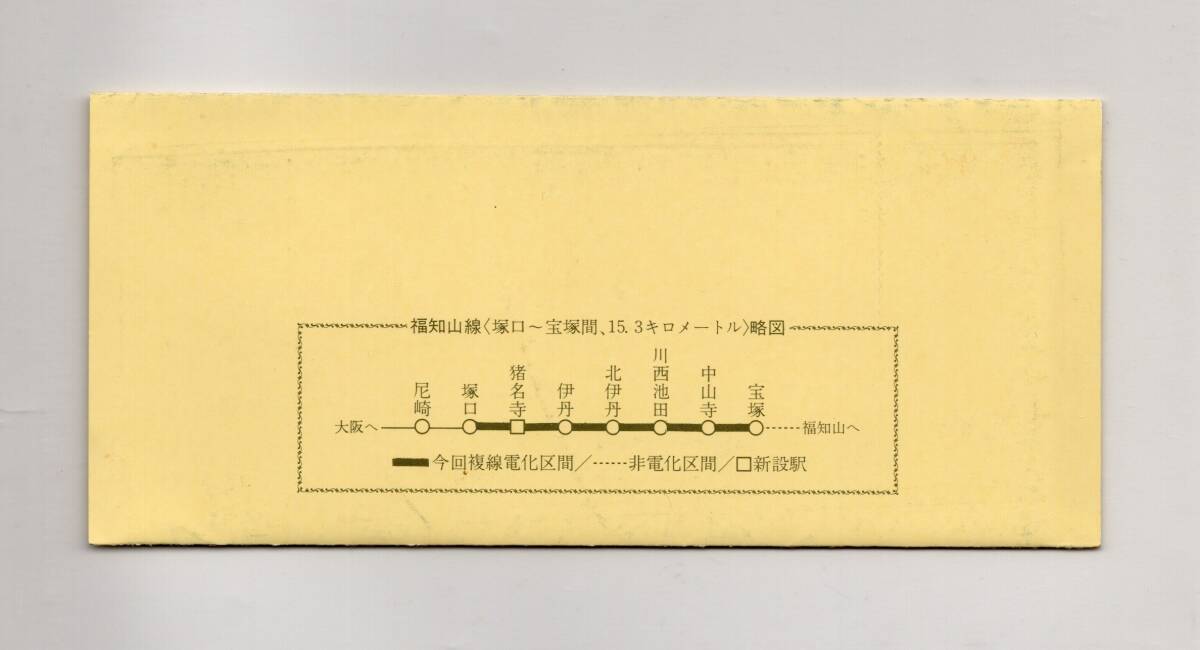 福知山線〈塚口～宝塚間、15.3キロメートル〉略図
大阪へ
尼崎
塚口
猪名寺
伊丹
北伊丹
川西池田
中山寺
宝塚
福知山へ
今回複線電化区間／------非電化区間／□新設駅